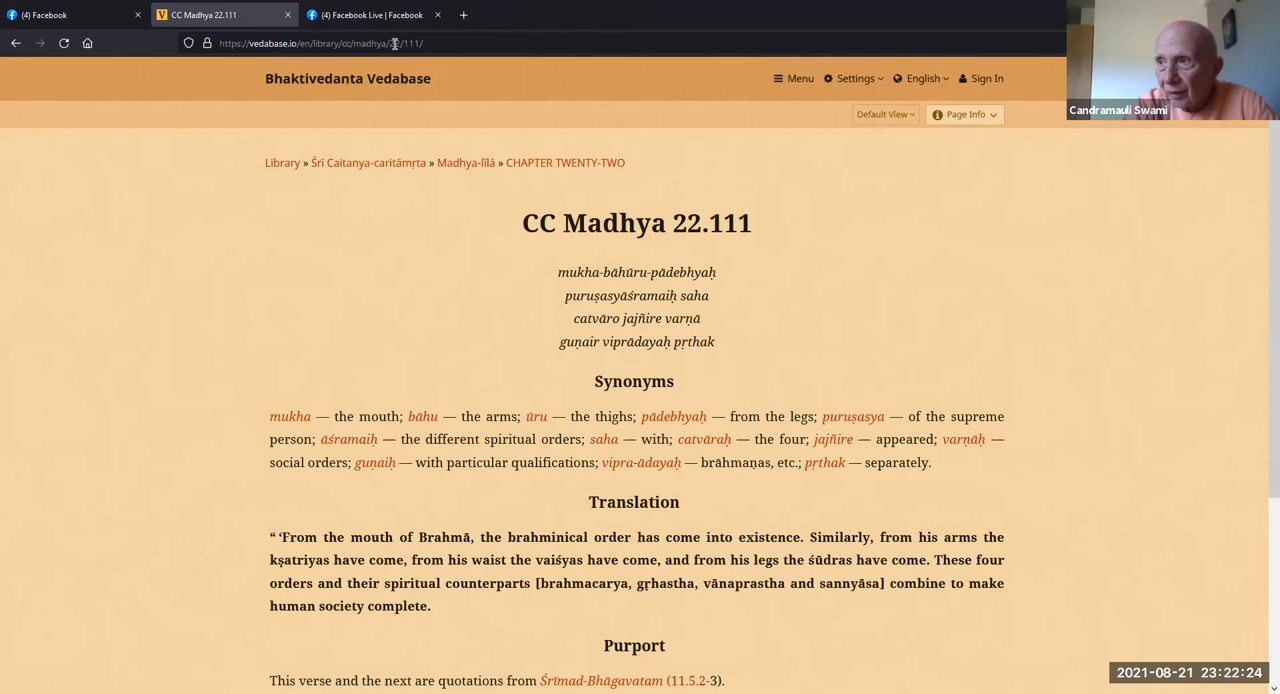 (4) Facebook
CC Madhya 22.111
(4) Facebook Live | Facebook
https://vedabase.io/en/library/cc/madhya/22/111/
Bhaktivedanta Vedabase
Menu
Settings
English
Sign In
Default View
Page Info
Candramauli Swami
Library » Śrī Caitanya-caritāmṛta » Madhya-līlā » CHAPTER TWENTY-TWO
CC Madhya 22.111
mukha-bāhūru-pādebhyaḥ
puruṣasyāśramaiḥ saha
catvāro jajñire varṇā
guṇair viprādayaḥ pṛthak
Synonyms
mukha — the mouth; bāhu — the arms; ūru — the thighs; pādebhyaḥ — from the legs; puruṣasya — of the supreme
person; āśramaiḥ — the different spiritual orders; saha — with; catvāraḥ — the four; jajñire — appeared; varṇāḥ —
social orders; guṇaiḥ — with particular qualifications; vipra-ādayaḥ — brāhmaṇas, etc.; pṛthak — separately.
Translation
“ ‘From the mouth of Brahmā, the brahminical order has come into existence. Similarly, from his arms the
kṣatriyas have come, from his waist the vaiśyas have come, and from his legs the śūdras have come. These four
orders and their spiritual counterparts [brahmacarya, gṛhastha, vānaprastha and sannyāsa] combine to make
human society complete.
Purport
This verse and the next are quotations from Śrīmad-Bhāgavatam (11.5.2-3).
2021-08-21 23:22:24